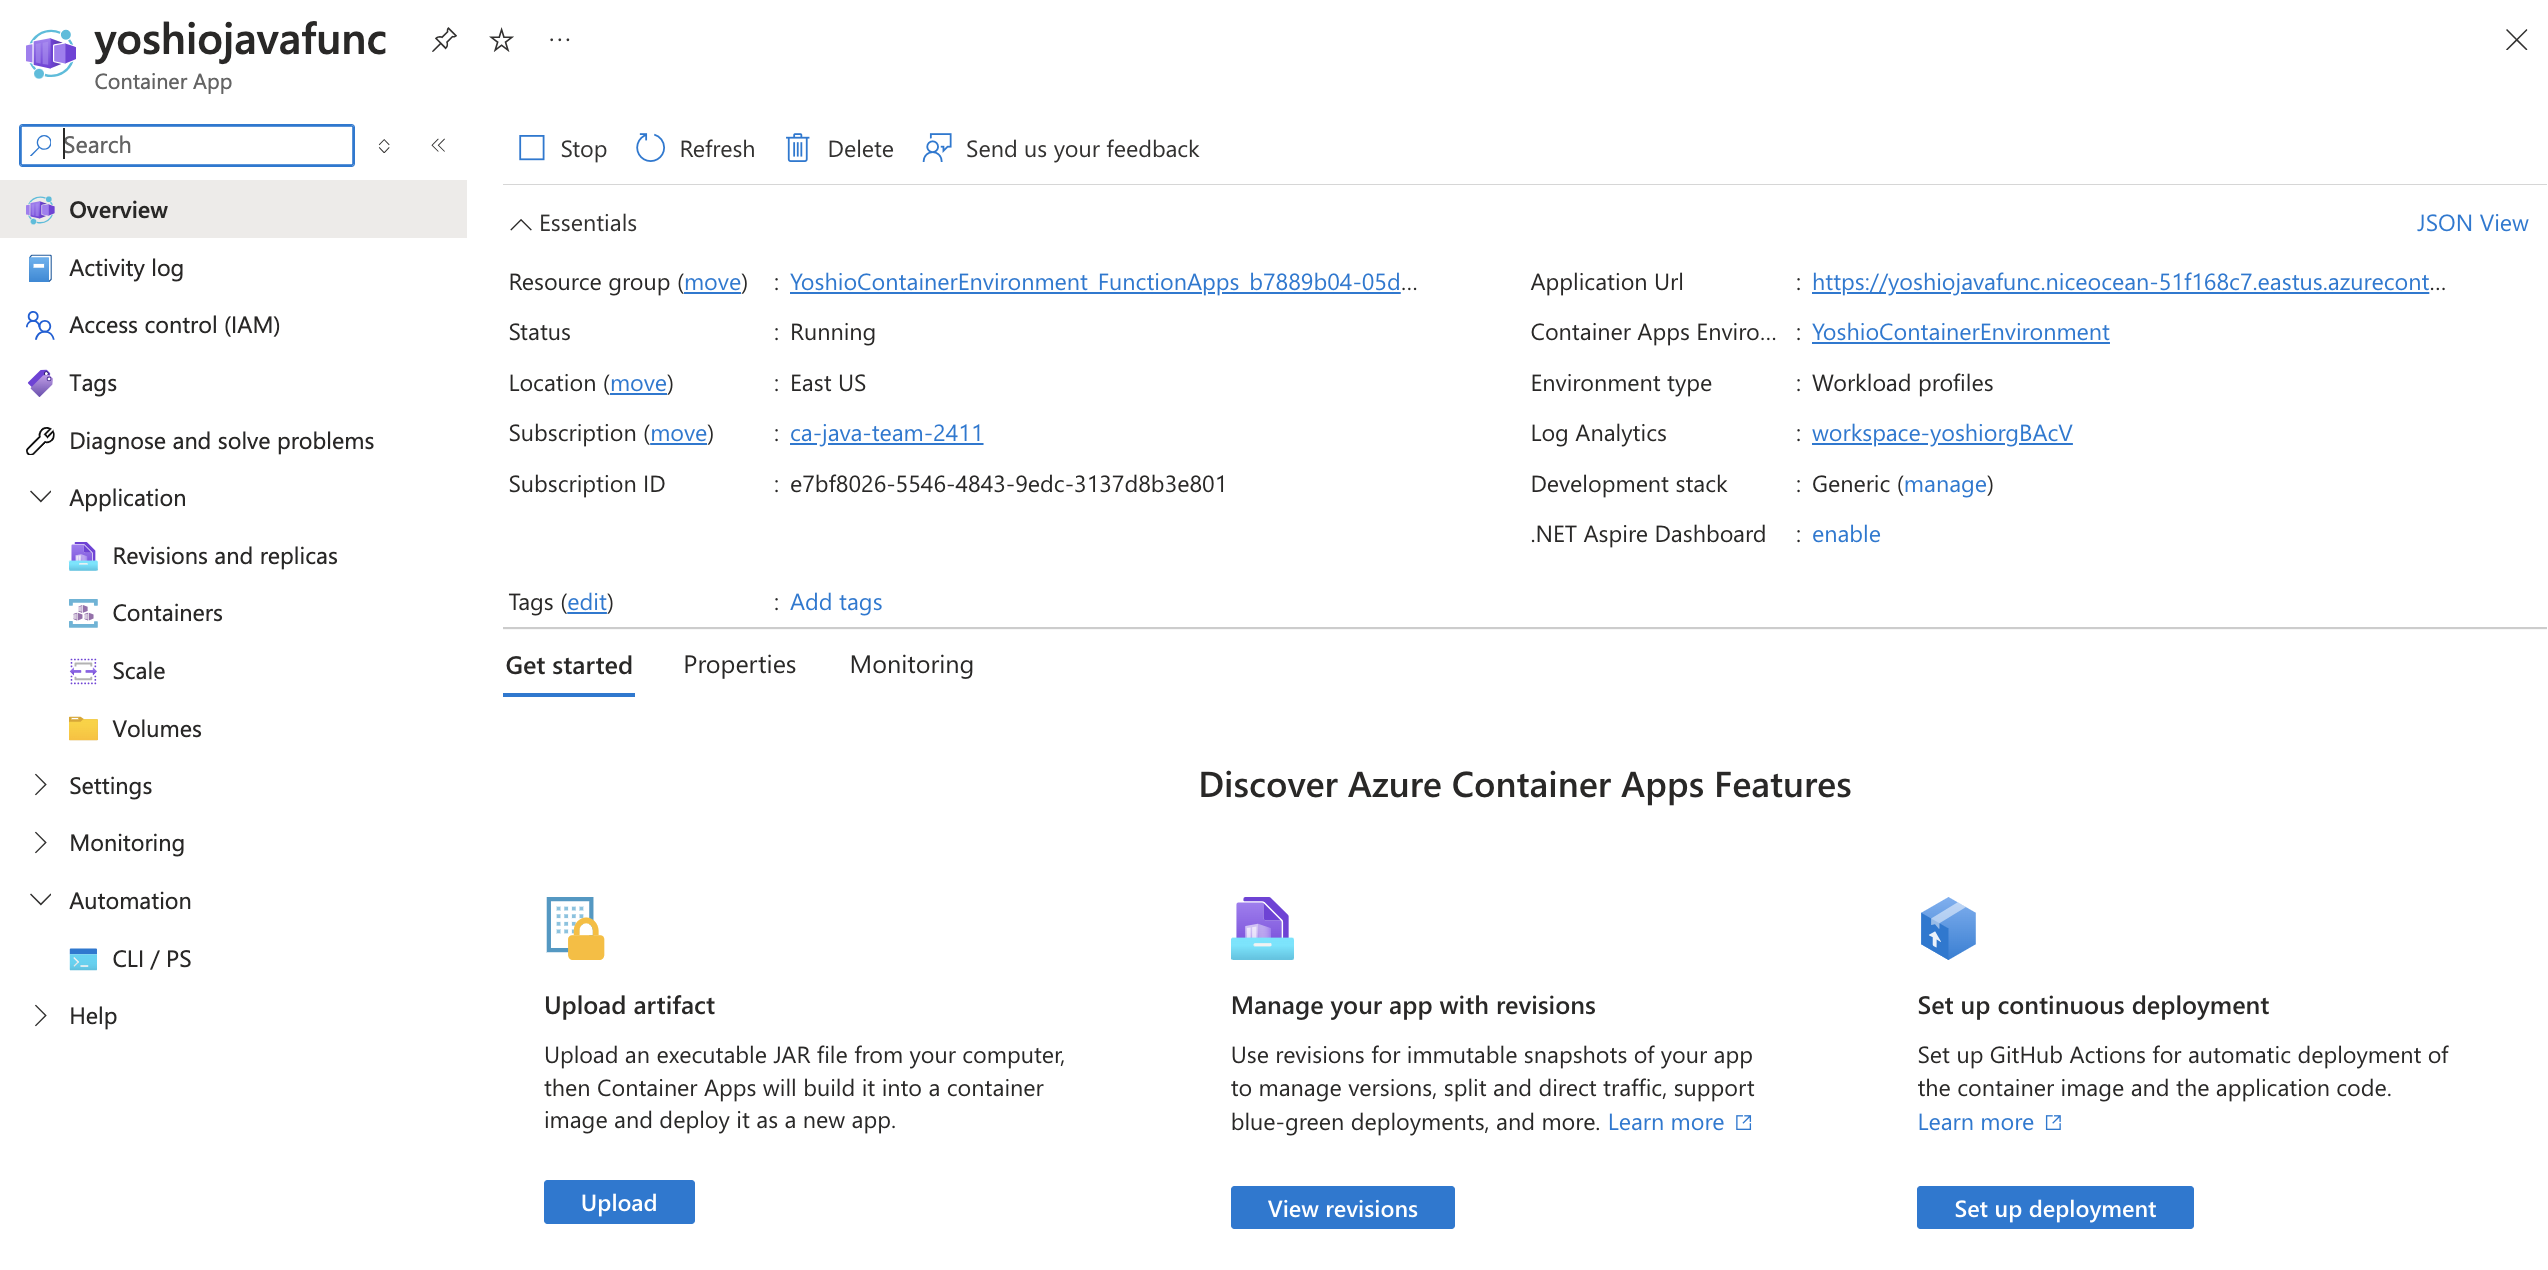 yoshiojavafunc
Container App
Search
Stop
Refresh
Delete
Send us your feedback
Overview
Activity log
Access control (IAM)
Tags
Diagnose and solve problems
Application
Revisions and replicas
Containers
Scale
Volumes
Settings
Monitoring
Automation
CLI / PS
Help
Essentials
JSON View
Resource group (move) : YoshioContainerEnvironment_FunctionApps_b7889b04-05d...
Status : Running
Location (move) : East US
Subscription (move) : ca-java-team-2411
Subscription ID : e7bf8026-5546-4843-9edc-3137d8b3e801
Application Url : https://yoshiojavafunc.niceocean-51f168c7.eastus.azurecont...
Container Apps Enviro... : YoshioContainerEnvironment
Environment type : Workload profiles
Log Analytics : workspace-yoshiorgBAcV
Development stack : Generic (manage)
.NET Aspire Dashboard : enable
Tags (edit) : Add tags
Get started
Properties
Monitoring
Discover Azure Container Apps Features
Upload artifact
Upload an executable JAR file from your computer,
then Container Apps will build it into a container
image and deploy it as a new app.
Upload
Manage your app with revisions
Use revisions for immutable snapshots of your app
to manage versions, split and direct traffic, support
blue-green deployments, and more. Learn more
View revisions
Set up continuous deployment
Set up GitHub Actions for automatic deployment of
the container image and the application code.
Learn more
Set up deployment